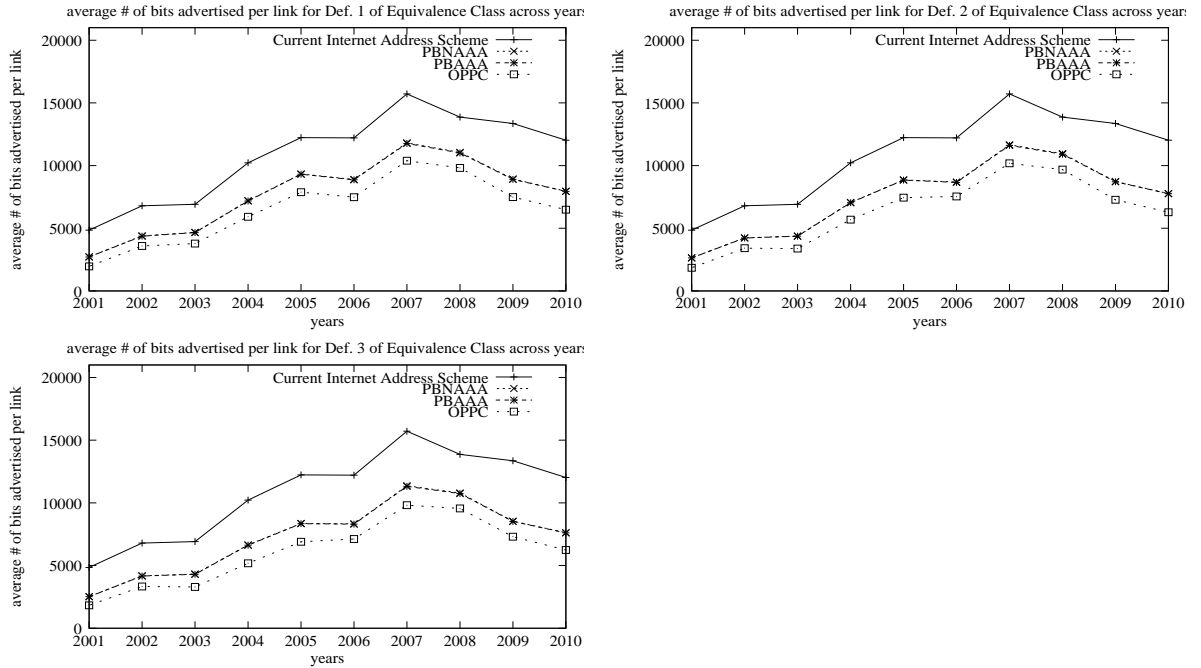 average # of bits advertised per link for Def. 1 of Equivalence Class across years
20000
15000
10000
5000
0
average # of bits advertised per link
Current Internet Address Scheme
PBNAAA
PBAAA
OPPC
2001 2002 2003 2004 2005 2006 2007 2008 2009 2010
years
average # of bits advertised per link for Def. 2 of Equivalence Class across years
20000
15000
10000
5000
0
average # of bits advertised per link
Current Internet Address Scheme
PBNAAA
PBAAA
OPPC
2001 2002 2003 2004 2005 2006 2007 2008 2009 2010
years
average # of bits advertised per link for Def. 3 of Equivalence Class across years
20000
15000
10000
5000
0
average # of bits advertised per link
Current Internet Address Scheme
PBNAAA
PBAAA
OPPC
2001 2002 2003 2004 2005 2006 2007 2008 2009 2010
years